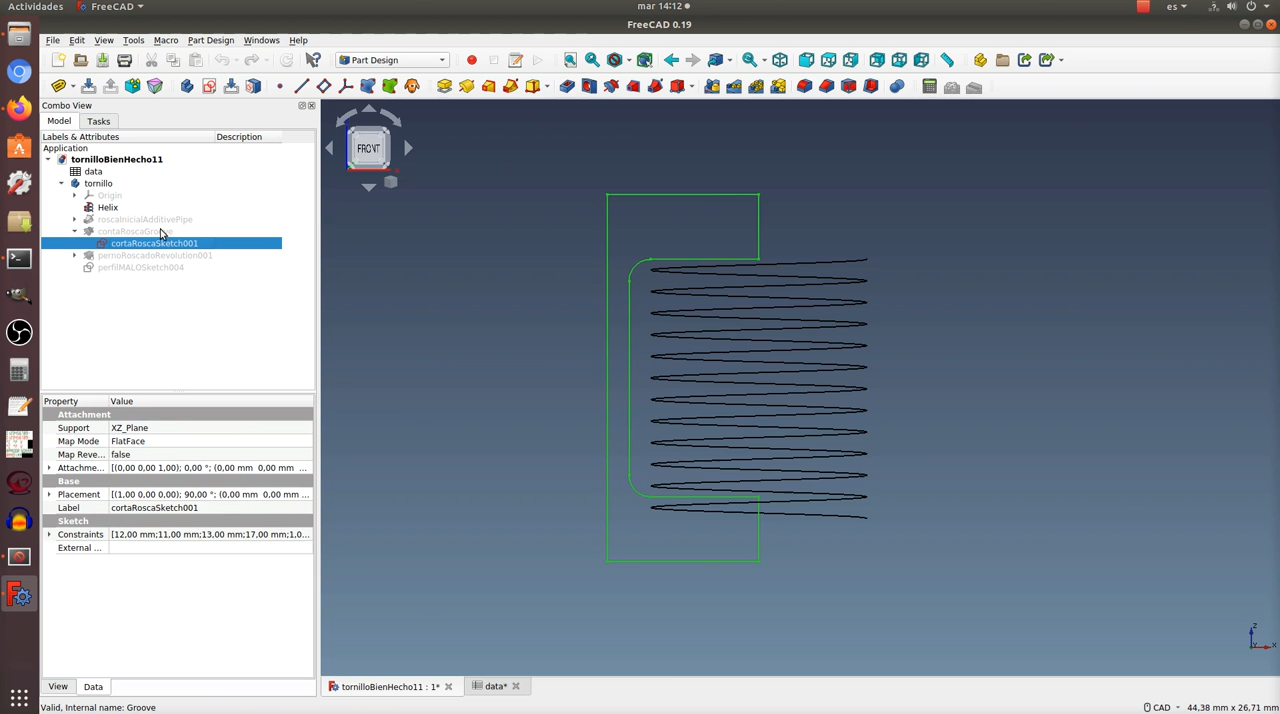 Actividades FreeCAD mar 14:12 es
FreeCAD 0.19
File Edit View Tools Macro Part Design Windows Help
Part Design
Combo View
Model Tasks
Labels & Attributes Description
Application
tornilloBienHecho11
data
tornillo
Origin
Helix
roscaInicialAdditivePipe
contaRoscaGroove
cortaRoscaSketch001
pernoRoscadoRevolution001
perfilMALOSketch004
FRONT
Property Value
Attachment
Support XZ_Plane
Map Mode FlatFace
Map Reve... false
Attachme... [(0,00 0,00 1,00); 0,00 °; (0,00 mm 0,00 mm ...
Base
Placement [(1,00 0,00 0,00); 90,00 °; (0,00 mm 0,00 mm ...
Label cortaRoscaSketch001
Sketch
Constraints [12,00 mm;11,00 mm;13,00 mm;17,00 mm;1,0...
External ...
Z
Y
X
View Data
tornilloBienHecho11 : 1* data*
Valid, Internal name: Groove CAD 44,38 mm x 26,71 mm